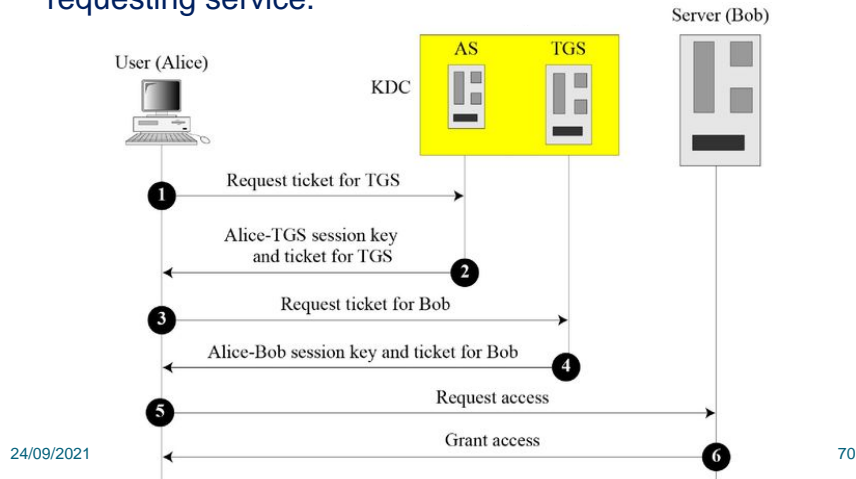 requesting service.
Server (Bob)
User (Alice)
KDC
AS
TGS
1
Request ticket for TGS
Alice-TGS session key
and ticket for TGS
2
3
Request ticket for Bob
Alice-Bob session key and ticket for Bob
4
5
Request access
Grant access
6
24/09/2021
70